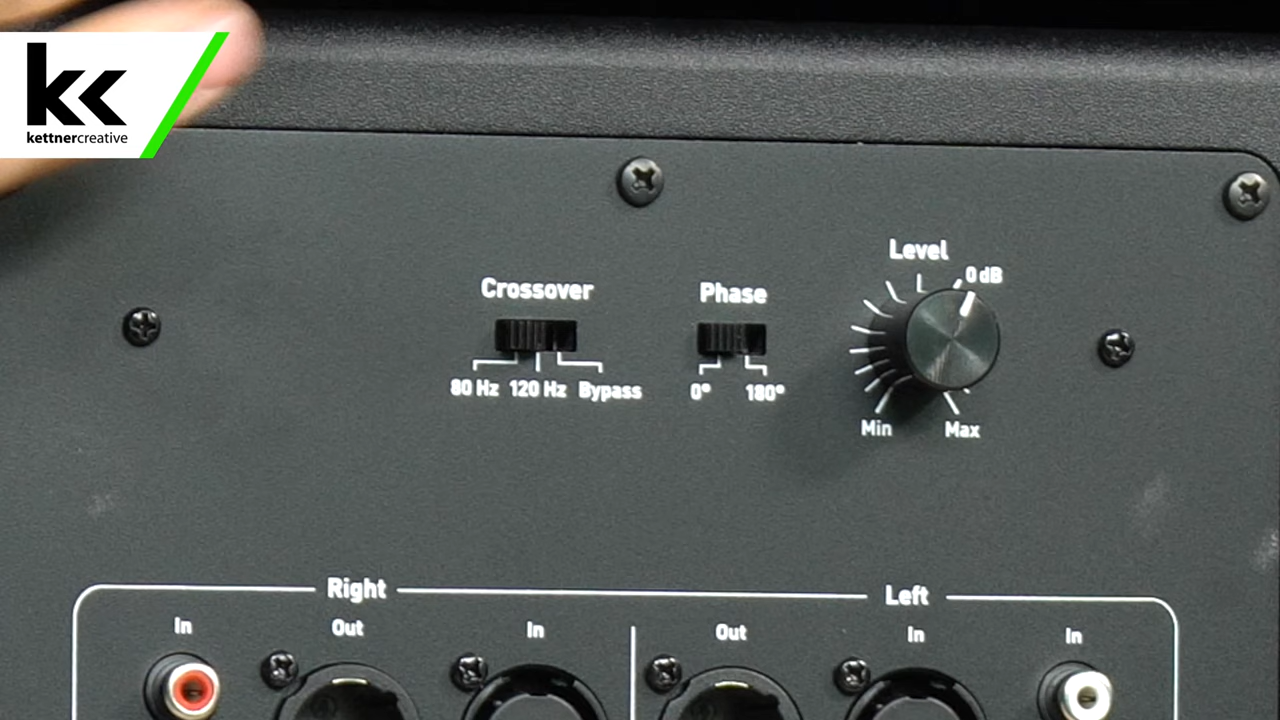 kc
kettnercreative
Level
0 dB
Crossover
Phase
80 Hz 120 Hz Bypass
0° 180°
Min Max
Right Left
In Out In Out In In